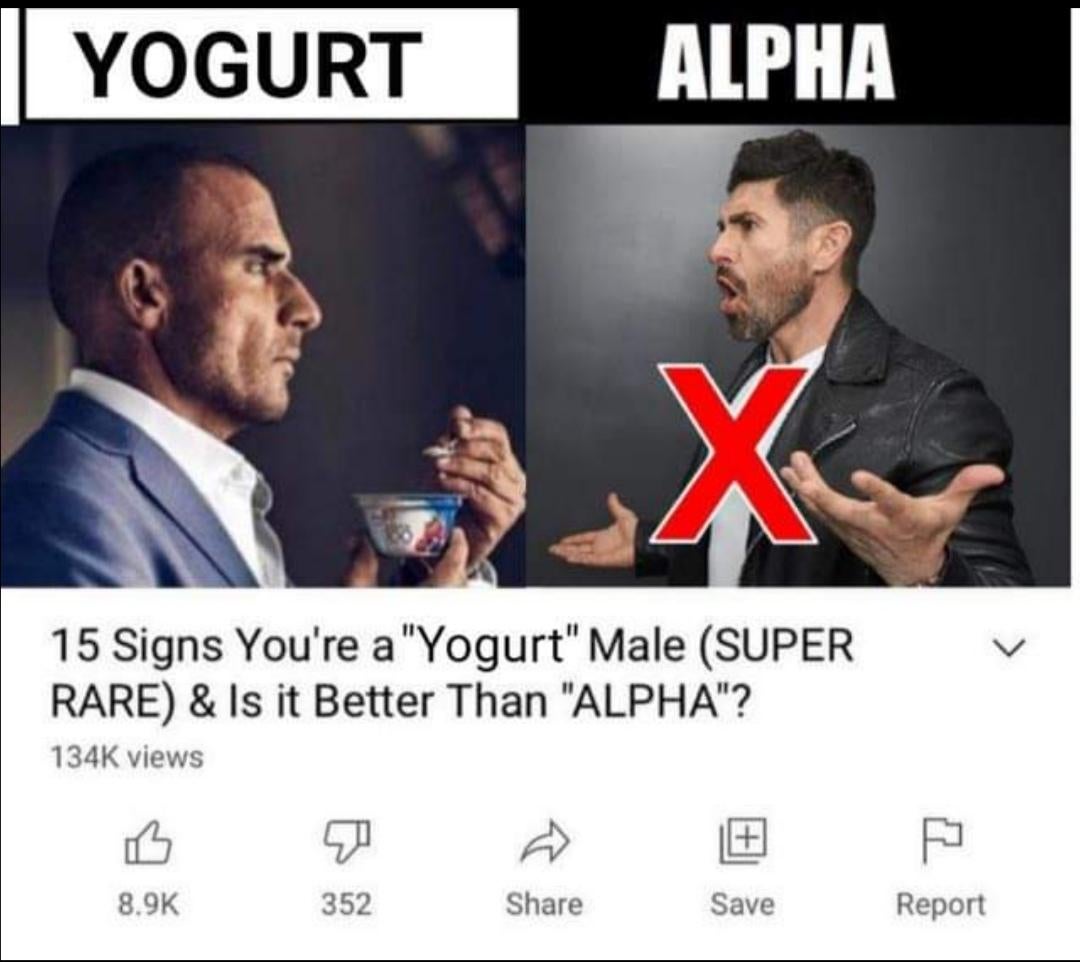 YOGURT
ALPHA
X
15 Signs You're a "Yogurt" Male (SUPER
RARE) & Is it Better Than "ALPHA"?
134K views
8.9K
352
Share
Save
Report